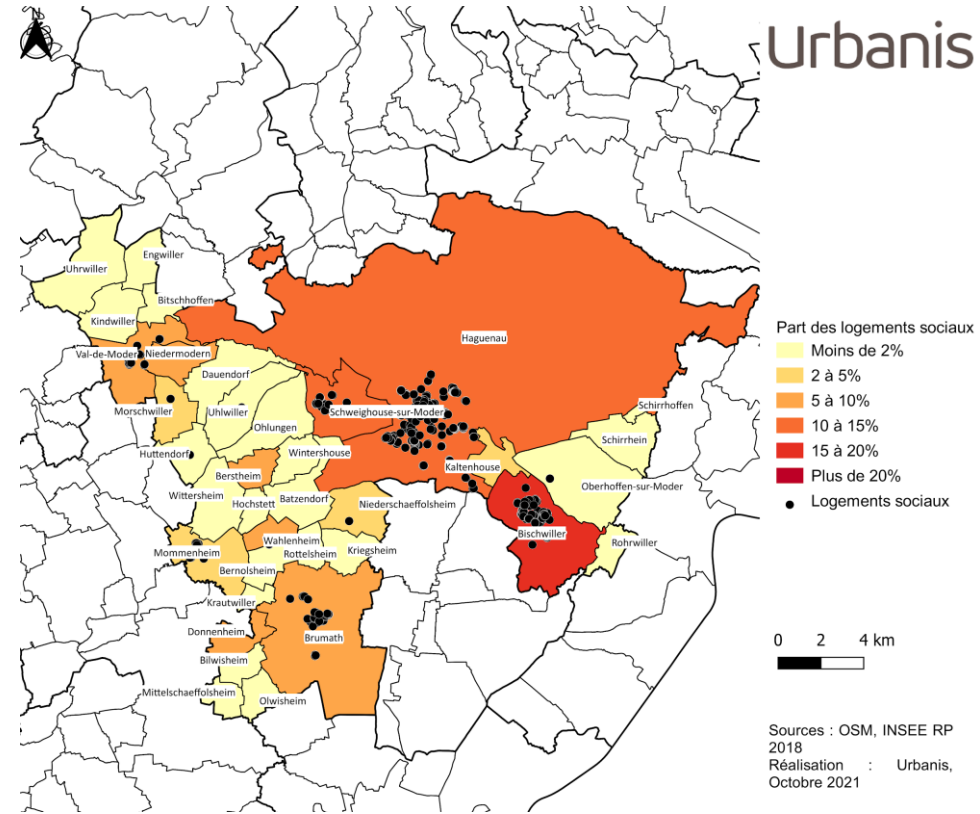 N
Urbanis
Engwiller
Uhrwiller
Bitschhoffen
Kindwiller
Haguenau
Val-de-Moder
Niedermodern
Dauendorf
Schirrhoffen
Morschwiller
Uhlwiller
Schweighouse-sur-Moder
Ohlungen
Schirrhein
Huttendorf
Wintershouse
Kaltenhouse
Berstheim
Oberhoffen-sur-Moder
Wittersheim
Hochstett
Batzendorf
Niederschaeffolsheim
Bischwiller
Wahlenheim
Rohrwiller
Mommenheim
Rottelsheim
Kriegsheim
Bernolsheim
Krautwiller
Donnenheim
Brumath
Bilwisheim
Mittelschaeffolsheim
Olwisheim
Part des logements sociaux
Moins de 2%
2 à 5%
5 à 10%
10 à 15%
15 à 20%
Plus de 20%
Logements sociaux
0 2 4 km
Sources : OSM, INSEE RP
2018
Réalisation : Urbanis,
Octobre 2021